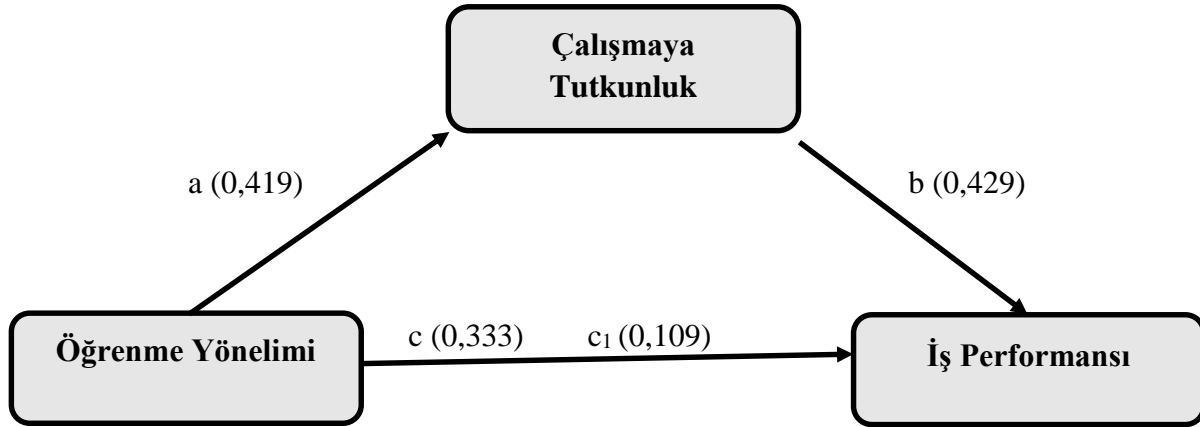 Çalışmaya
Tutkunluk
a (0,419)
b (0,429)
Öğrenme Yönelimi
c (0,333) c₁ (0,109)
İş Performansı